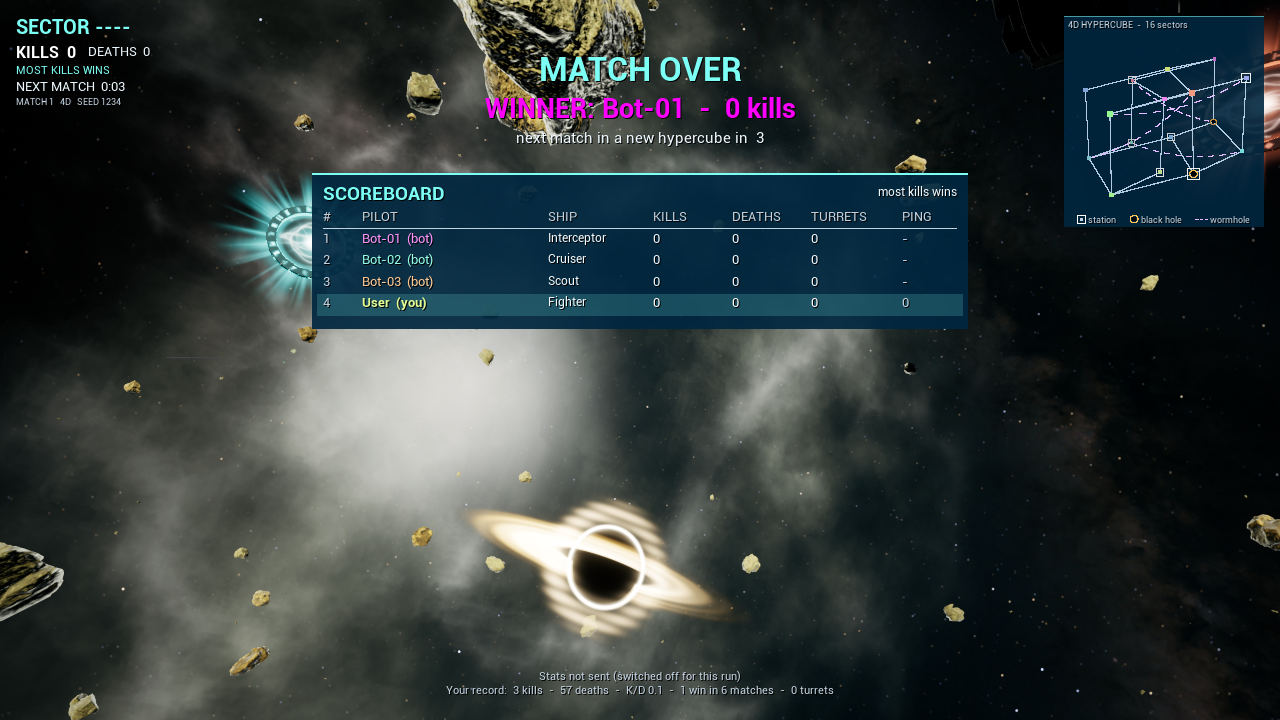 SECTOR ----
KILLS 0 DEATHS 0
MOST KILLS WINS
NEXT MATCH 0:03
MATCH 1 4D SEED 1234
MATCH OVER
WINNER: Bot-01 - 0 kills
next match in a new hypercube in 3
SCOREBOARD most kills wins
# PILOT SHIP KILLS DEATHS TURRETS PING
1 Bot-01 (bot) Interceptor 0 0 0 -
2 Bot-02 (bot) Cruiser 0 0 0 -
3 Bot-03 (bot) Scout 0 0 0 -
4 User (you) Fighter 0 0 0 0
4D HYPERCUBE - 16 sectors
station black hole wormhole
Stats not sent (switched off for this run)
Your record: 3 kills - 57 deaths - K/D 0.1 - 1 win in 6 matches - 0 turrets